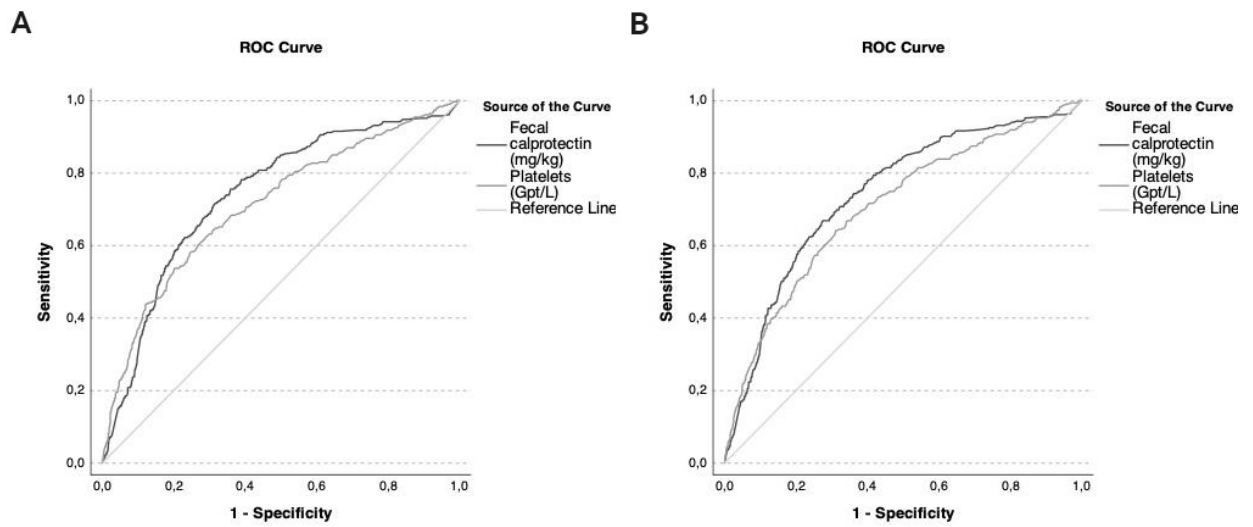 A
ROC Curve
Sensitivity
1,0
0,8
0,6
0,4
0,2
0,0
0,0 0,2 0,4 0,6 0,8 1,0
1 - Specificity
Source of the Curve
Fecal
calprotectin
(mg/kg)
Platelets
(Gpt/L)
Reference Line
B
ROC Curve
Sensitivity
1,0
0,8
0,6
0,4
0,2
0,0
0,0 0,2 0,4 0,6 0,8 1,0
1 - Specificity
Source of the Curve
Fecal
calprotectin
(mg/kg)
Platelets
(Gpt/L)
Reference Line